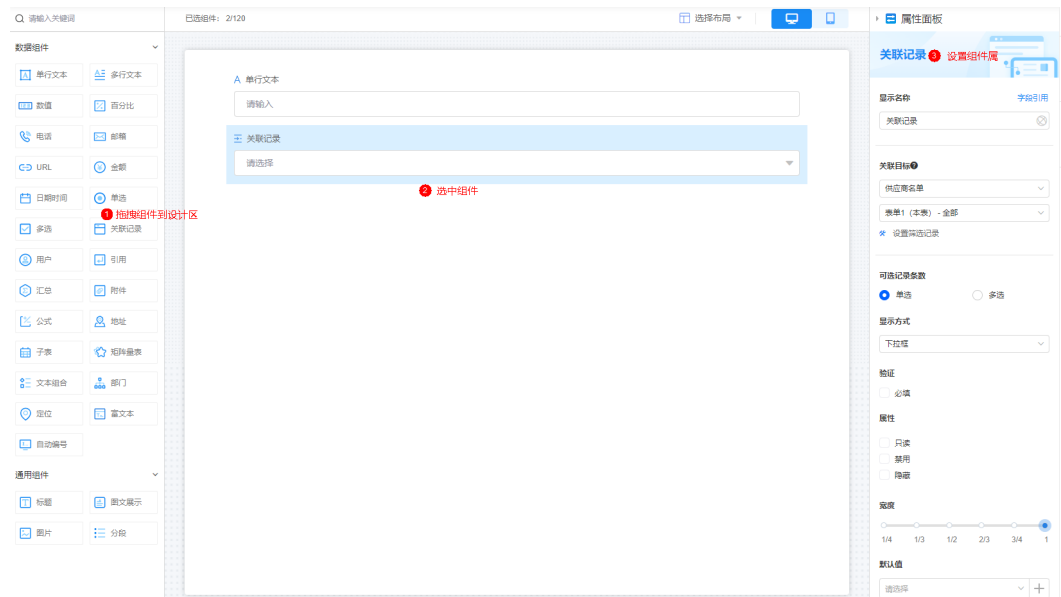 请输入关键词
已选组件： 2/120
选择布局
属性面板
数据组件
单行文本
多行文本
数值
百分比
电话
邮箱
URL
金额
日期时间
单选
多选
关联记录
用户
引用
汇总
附件
公式
地址
子表
矩阵量表
文本组合
部门
定位
富文本
自动编号
通用组件
标题
图文展示
图片
分段
1 拖拽组件到设计区
A 单行文本
请输入
关联记录
请选择
2 选中组件
关联记录
3 设置组件属
显示名称
字段引用
关联记录
关联目标
供应商名单
表单1（本表）- 全部
设置筛选记录
可选记录条数
单选
多选
显示方式
下拉框
验证
必填
属性
只读
禁用
隐藏
宽度
1/4 1/3 1/2 2/3 3/4 1
默认值
请选择